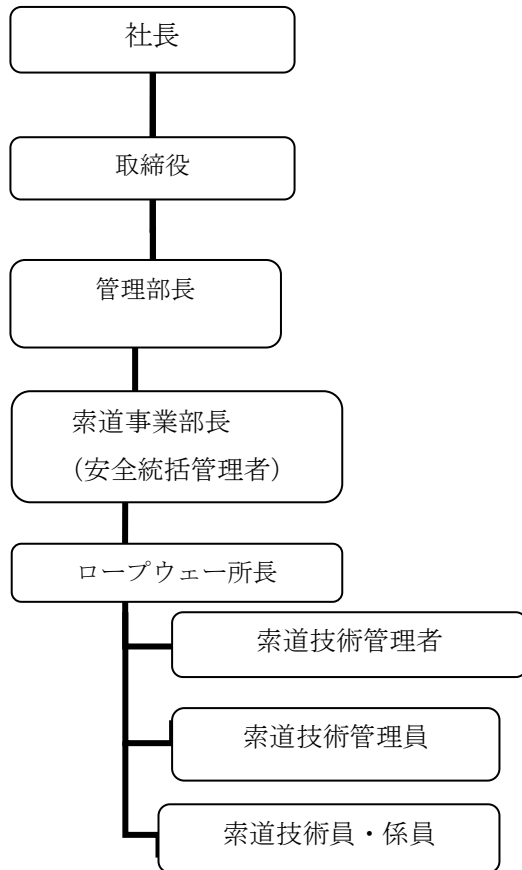 社長
取締役
管理部長
索道事業部長
(安全統括管理者)
ロープウェー所長
索道技術管理者
索道技術管理員
索道技術員・係員